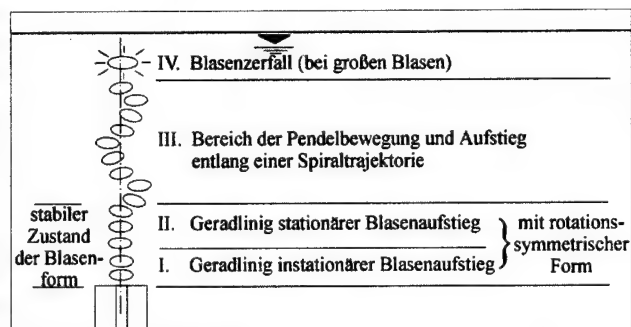 IV. Blasenzerfall (bei großen Blasen)
III. Bereich der Pendelbewegung und Aufstieg
entlang einer Spiraltrajektorie
stabiler
Zustand
der Blasen-
form
II. Geradlinig stationärer Blasenaufstieg
I. Geradlinig instationärer Blasenaufstieg
mit rotations-
symmetrischer
Form